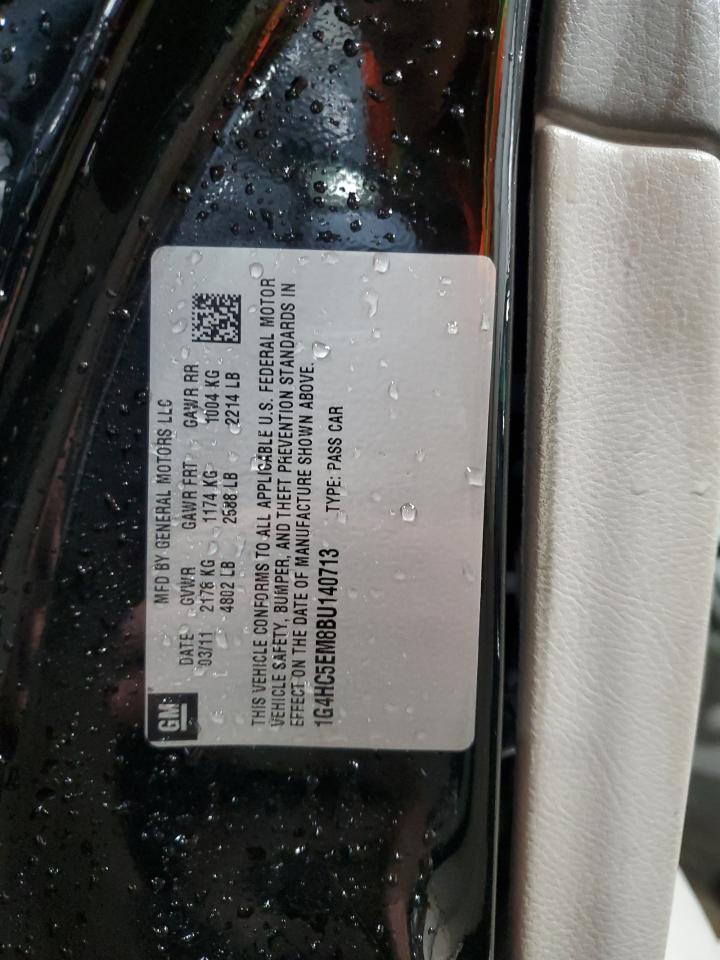 GM
MFD BY GENERAL MOTORS LLC
DATE GVWR GAWR FRT GAWR RR
03/11 2178 KG 1174 KG 1004 KG
4802 LB 2588 LB 2214 LB
THIS VEHICLE CONFORMS TO ALL APPLICABLE U.S. FEDERAL MOTOR
VEHICLE SAFETY, BUMPER, AND THEFT PREVENTION STANDARDS IN
EFFECT ON THE DATE OF MANUFACTURE SHOWN ABOVE.
1G4HC5EM8BU140713 TYPE: PASS CAR